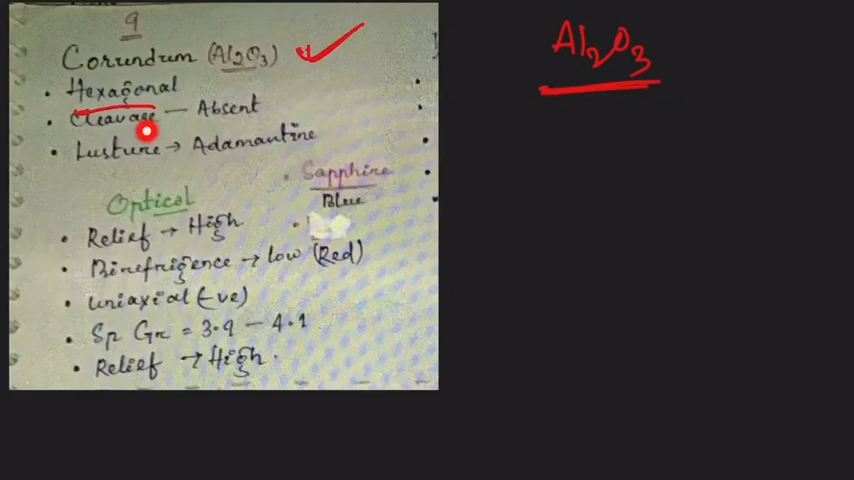 9
Corundum (Al2O3)
• Hexagonal
• Cleavage — Absent
• Lusture → Adamantine
• Sapphire
Blue
Optical
• Relief → High
• Birefrigence → low (Red)
• Uniaxial (-ve)
• Sp Gr = 3.9 – 4.1
• Relief → High.
Al2O3